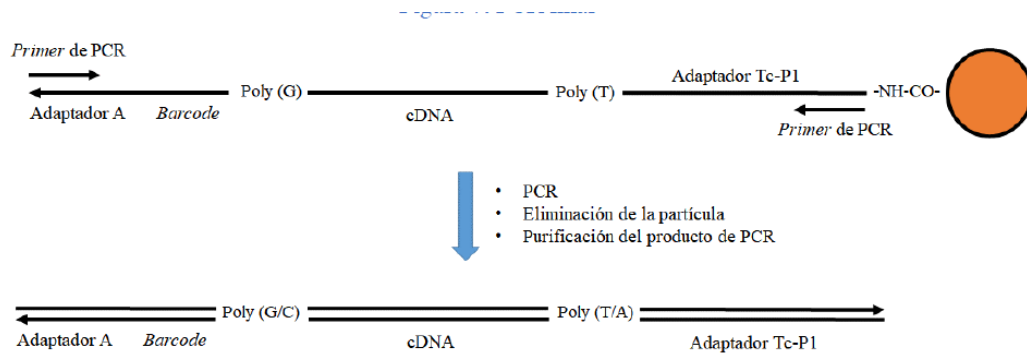 Primer de PCR
Poly (G)
Poly (T)
Adaptador Tc-P1
-NH-CO-
Adaptador A
Barcode
cDNA
Primer de PCR
• PCR
• Eliminación de la partícula
• Purificación del producto de PCR
Poly (G/C)
Poly (T/A)
Adaptador A
Barcode
cDNA
Adaptador Tc-P1